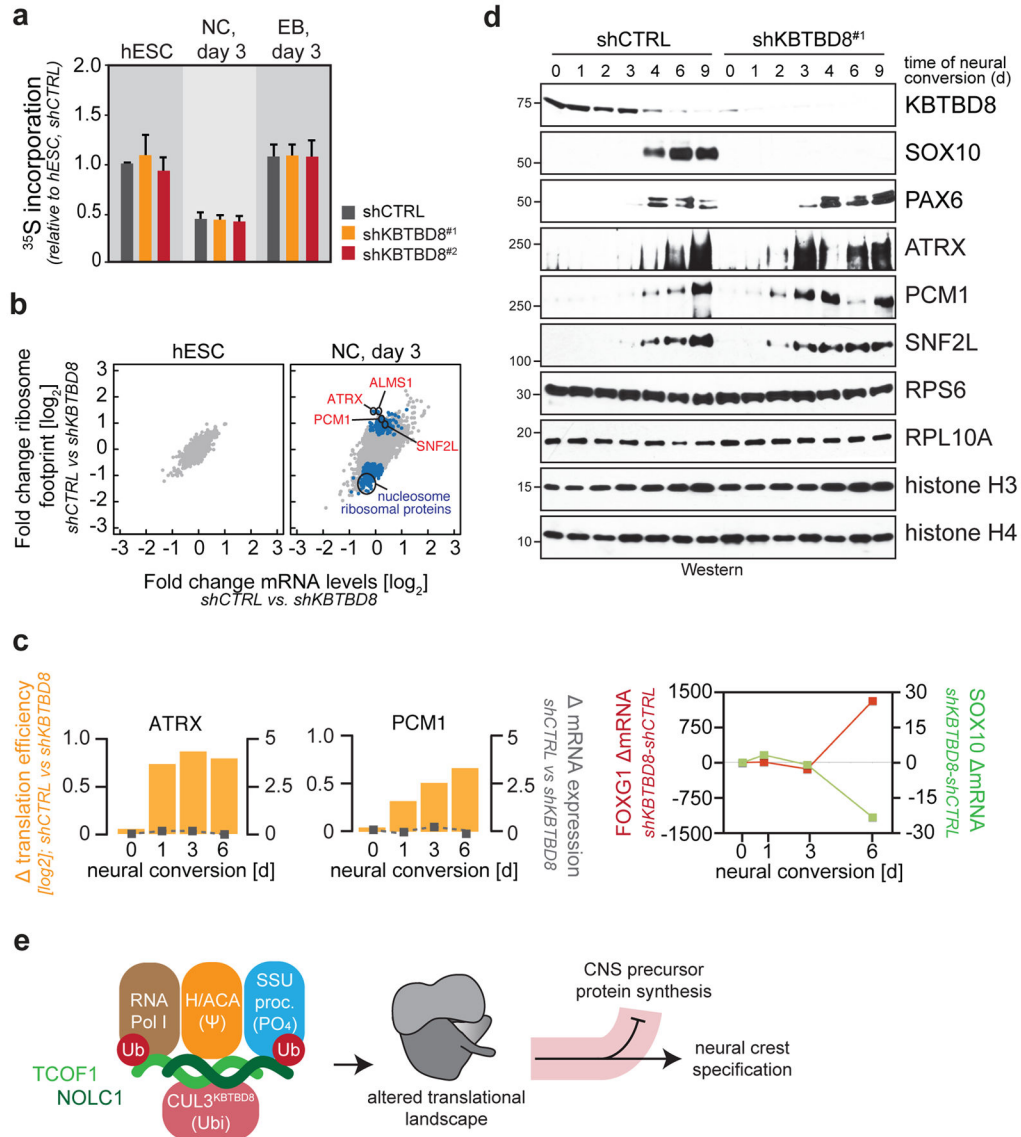 a
hESC
NC,
day 3
EB,
day 3
³⁵S incorporation
(relative to hESC, shCTRL)
2.0
1.5
1.0
0.5
0
shCTRL
shKBTBD8#1
shKBTBD8#2
b
hESC
NC, day 3
Fold change ribosome
footprint [log2]
shCTRL vs shKBTBD8
3
2
1
0
-1
-2
-3
ATRX
ALMS1
PCM1
SNF2L
nucleosome
ribosomal proteins
-3 -2 -1 0 1 2 3
-3 -2 -1 0 1 2 3
Fold change mRNA levels [log2]
shCTRL vs. shKBTBD8
c
Δ translation efficiency
[log2]; shCTRL vs shKBTBD8
ATRX
1.0
0.5
0
5
2.5
0
0 1 3 6
neural conversion [d]
PCM1
1.0
0.5
0
5
2.5
0
0 1 3 6
neural conversion [d]
Δ mRNA expression
shCTRL vs shKBTBD8
FOXG1 ΔmRNA
shKBTBD8-shCTRL
1500
750
0
-750
-1500
30
15
0
-15
-30
0 1 3 6
neural conversion [d]
SOX10 ΔmRNA
shKBTBD8-shCTRL
d
shCTRL
shKBTBD8#1
0 1 2 3 4 6 9 0 1 2 3 4 6 9
time of neural
conversion (d)
75
KBTBD8
50
SOX10
50
PAX6
250
ATRX
250
PCM1
100
SNF2L
30
RPS6
20
RPL10A
15
histone H3
10
histone H4
Western
e
RNA
Pol I
H/ACA
(Ψ)
SSU
proc.
(PO₄)
Ub
Ub
TCOF1
NOLC1
CUL3KBTBD8
(Ubi)
altered translational
landscape
CNS precursor
protein synthesis
neural crest
specification